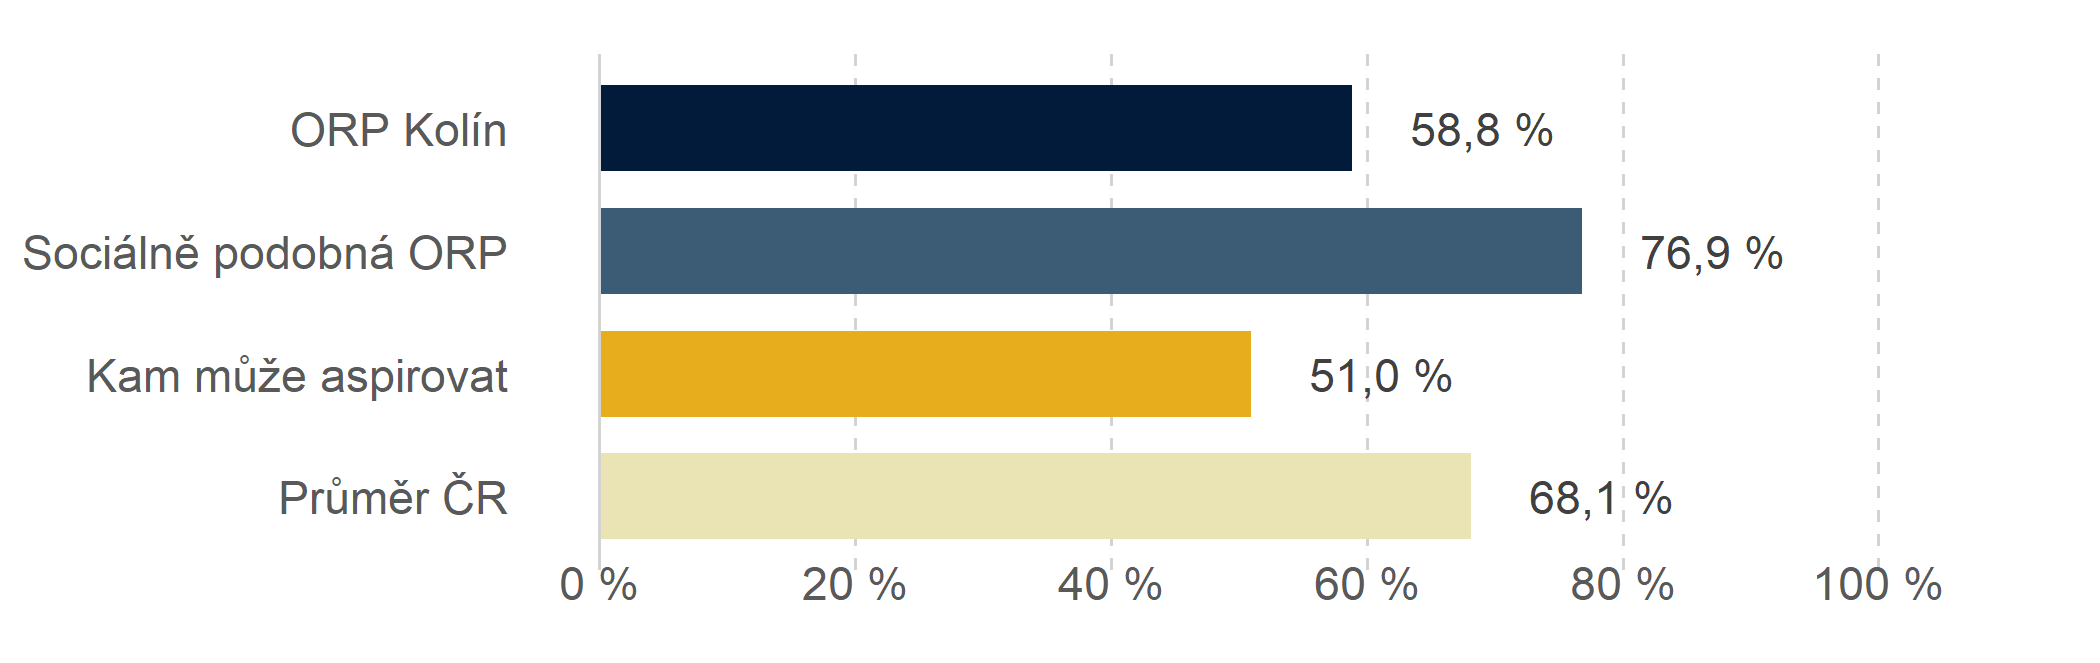 ORP Kolín
58,8 %
Sociálně podobná ORP
76,9 %
Kam může aspirovat
51,0 %
Průměr ČR
68,1 %
0 %
20 %
40 %
60 %
80 %
100 %